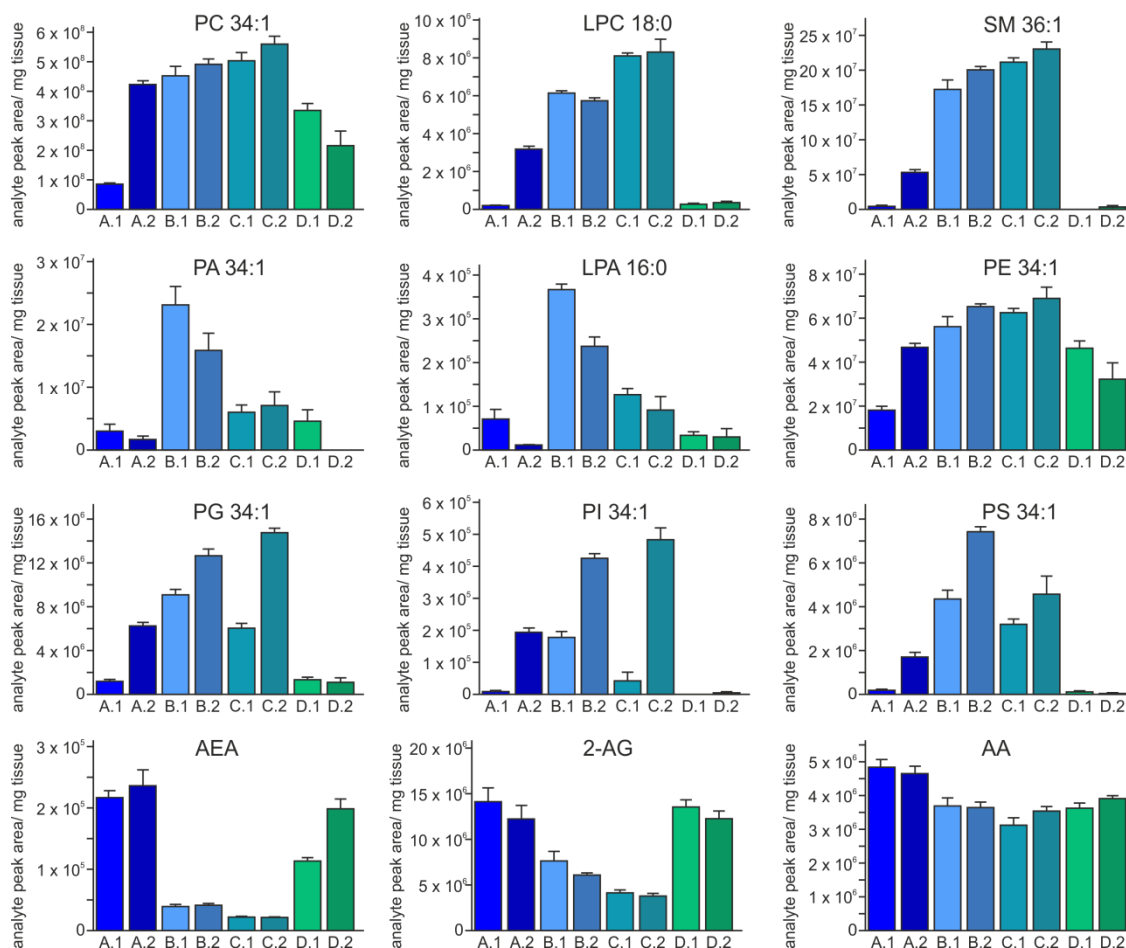 PC 34:1
analyte peak area/ mg tissue
6 x 10⁸
5 x 10⁸
4 x 10⁸
3 x 10⁸
2 x 10⁸
1 x 10⁸
0
A.1 A.2 B.1 B.2 C.1 C.2 D.1 D.2
LPC 18:0
analyte peak area/ mg tissue
10 x 10⁶
8 x 10⁶
6 x 10⁶
4 x 10⁶
2 x 10⁶
0
A.1 A.2 B.1 B.2 C.1 C.2 D.1 D.2
SM 36:1
analyte peak area/ mg tissue
25 x 10⁷
20 x 10⁷
15 x 10⁷
10 x 10⁷
5 x 10⁷
0
A.1 A.2 B.1 B.2 C.1 C.2 D.1 D.2
PA 34:1
analyte peak area/ mg tissue
3 x 10⁷
2 x 10⁷
1 x 10⁷
0
A.1 A.2 B.1 B.2 C.1 C.2 D.1 D.2
LPA 16:0
analyte peak area/ mg tissue
4 x 10⁵
3 x 10⁵
2 x 10⁵
1 x 10⁵
0
A.1 A.2 B.1 B.2 C.1 C.2 D.1 D.2
PE 34:1
analyte peak area/ mg tissue
8 x 10⁷
6 x 10⁷
4 x 10⁷
2 x 10⁷
0
A.1 A.2 B.1 B.2 C.1 C.2 D.1 D.2
PG 34:1
analyte peak area/ mg tissue
16 x 10⁶
12 x 10⁶
8 x 10⁶
4 x 10⁶
0
A.1 A.2 B.1 B.2 C.1 C.2 D.1 D.2
PI 34:1
analyte peak area/ mg tissue
6 x 10⁵
5 x 10⁵
4 x 10⁵
3 x 10⁵
2 x 10⁵
1 x 10⁵
0
A.1 A.2 B.1 B.2 C.1 C.2 D.1 D.2
PS 34:1
analyte peak area/ mg tissue
8 x 10⁶
6 x 10⁶
4 x 10⁶
2 x 10⁶
0
A.1 A.2 B.1 B.2 C.1 C.2 D.1 D.2
AEA
analyte peak area/ mg tissue
3 x 10⁵
2 x 10⁵
1 x 10⁵
0
A.1 A.2 B.1 B.2 C.1 C.2 D.1 D.2
2-AG
analyte peak area/ mg tissue
20 x 10⁶
15 x 10⁶
10 x 10⁶
5 x 10⁶
0
A.1 A.2 B.1 B.2 C.1 C.2 D.1 D.2
AA
analyte peak area/ mg tissue
5 x 10⁶
4 x 10⁶
3 x 10⁶
2 x 10⁶
1 x 10⁶
0
A.1 A.2 B.1 B.2 C.1 C.2 D.1 D.2